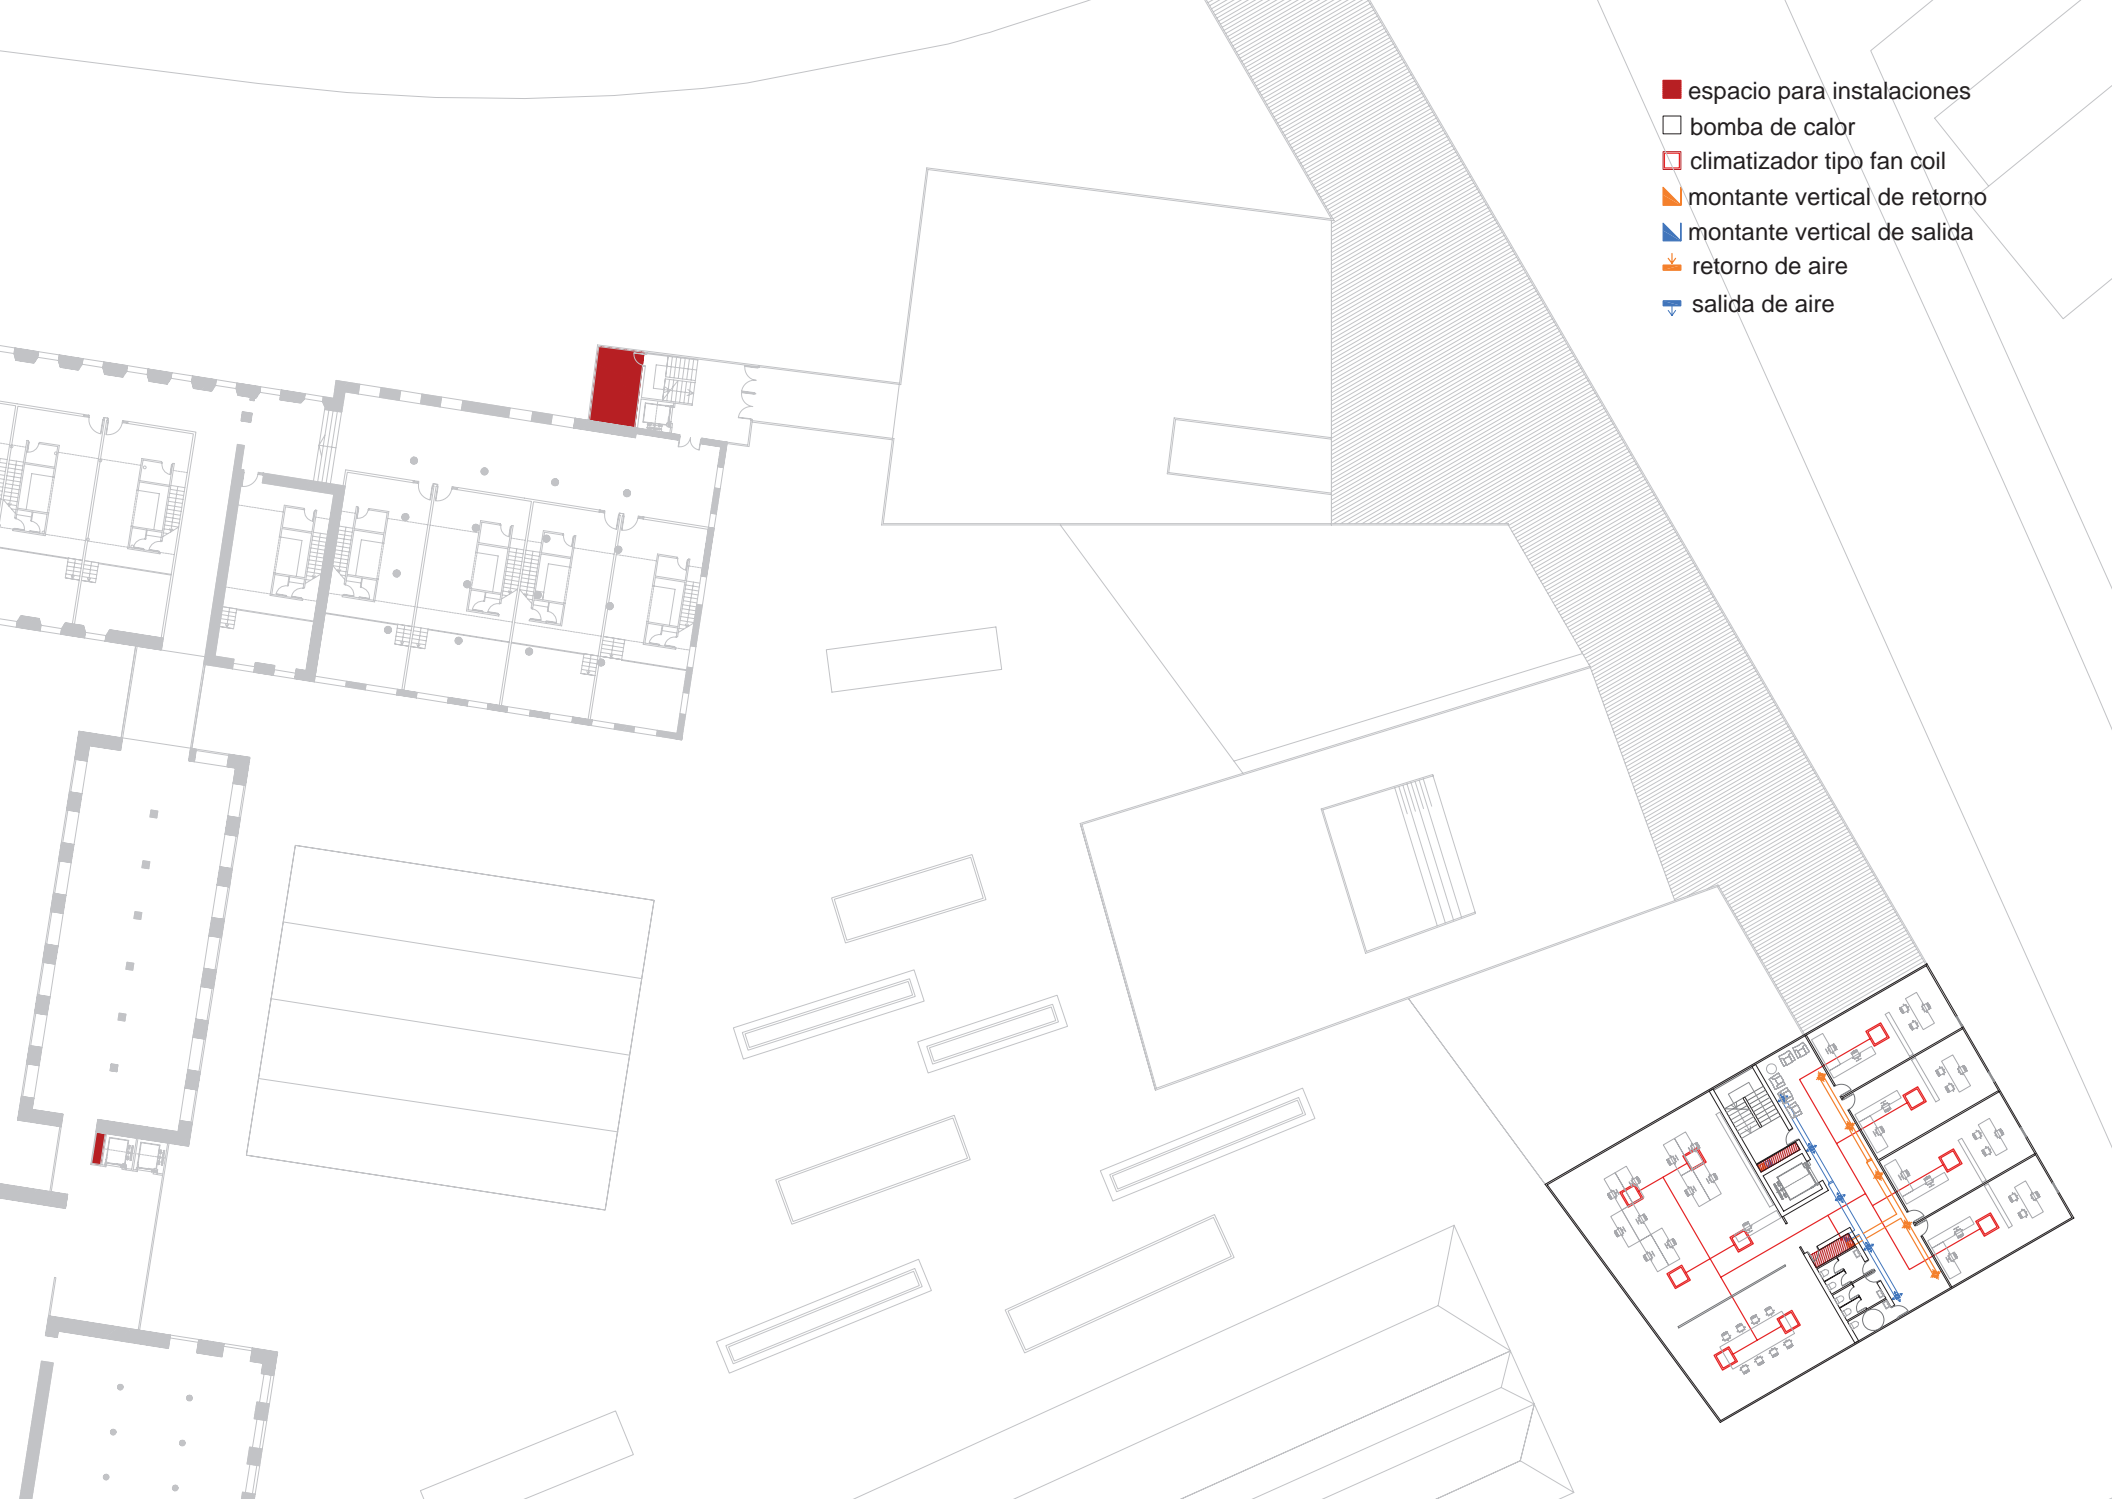 espacio para instalaciones
bomba de calor
climatizador tipo fan coil
montante vertical de retorno
montante vertical de salida
retorno de aire
salida de aire